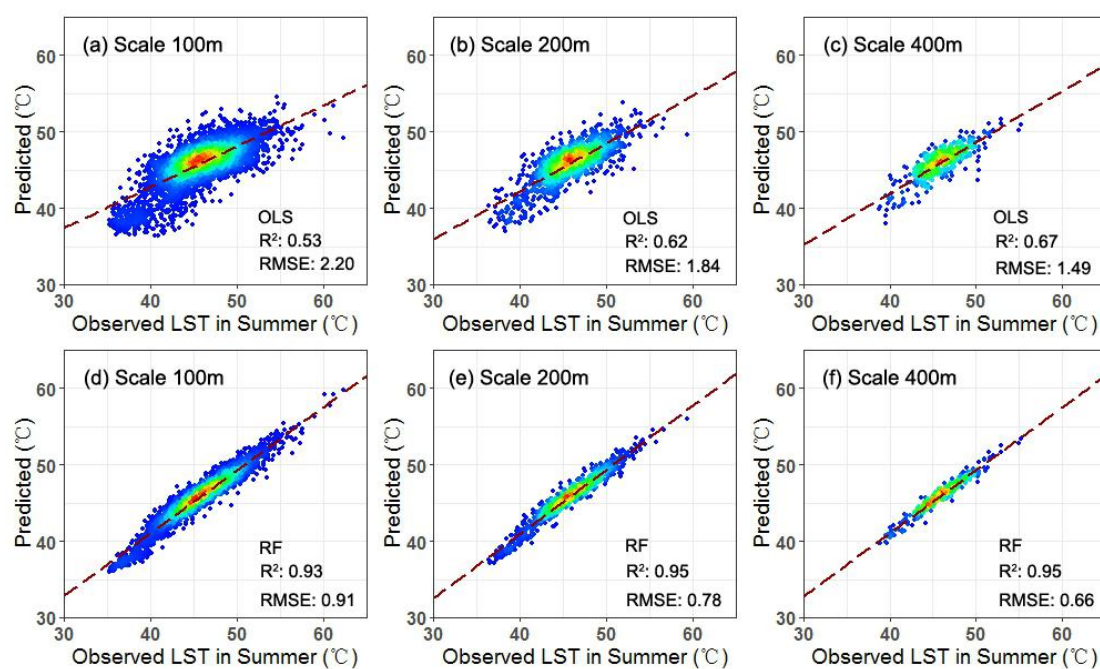 (a) Scale 100m
60
50
40
30
Predicted (℃)
OLS
R²: 0.53
RMSE: 2.20
30 40 50 60
Observed LST in Summer (℃)
(b) Scale 200m
60
50
40
30
Predicted (℃)
OLS
R²: 0.62
RMSE: 1.84
30 40 50 60
Observed LST in Summer (℃)
(c) Scale 400m
60
50
40
30
Predicted (℃)
OLS
R²: 0.67
RMSE: 1.49
30 40 50 60
Observed LST in Summer (℃)
(d) Scale 100m
60
50
40
30
Predicted (℃)
RF
R²: 0.93
RMSE: 0.91
30 40 50 60
Observed LST in Summer (℃)
(e) Scale 200m
60
50
40
30
Predicted (℃)
RF
R²: 0.95
RMSE: 0.78
30 40 50 60
Observed LST in Summer (℃)
(f) Scale 400m
60
50
40
30
Predicted (℃)
RF
R²: 0.95
RMSE: 0.66
30 40 50 60
Observed LST in Summer (℃)